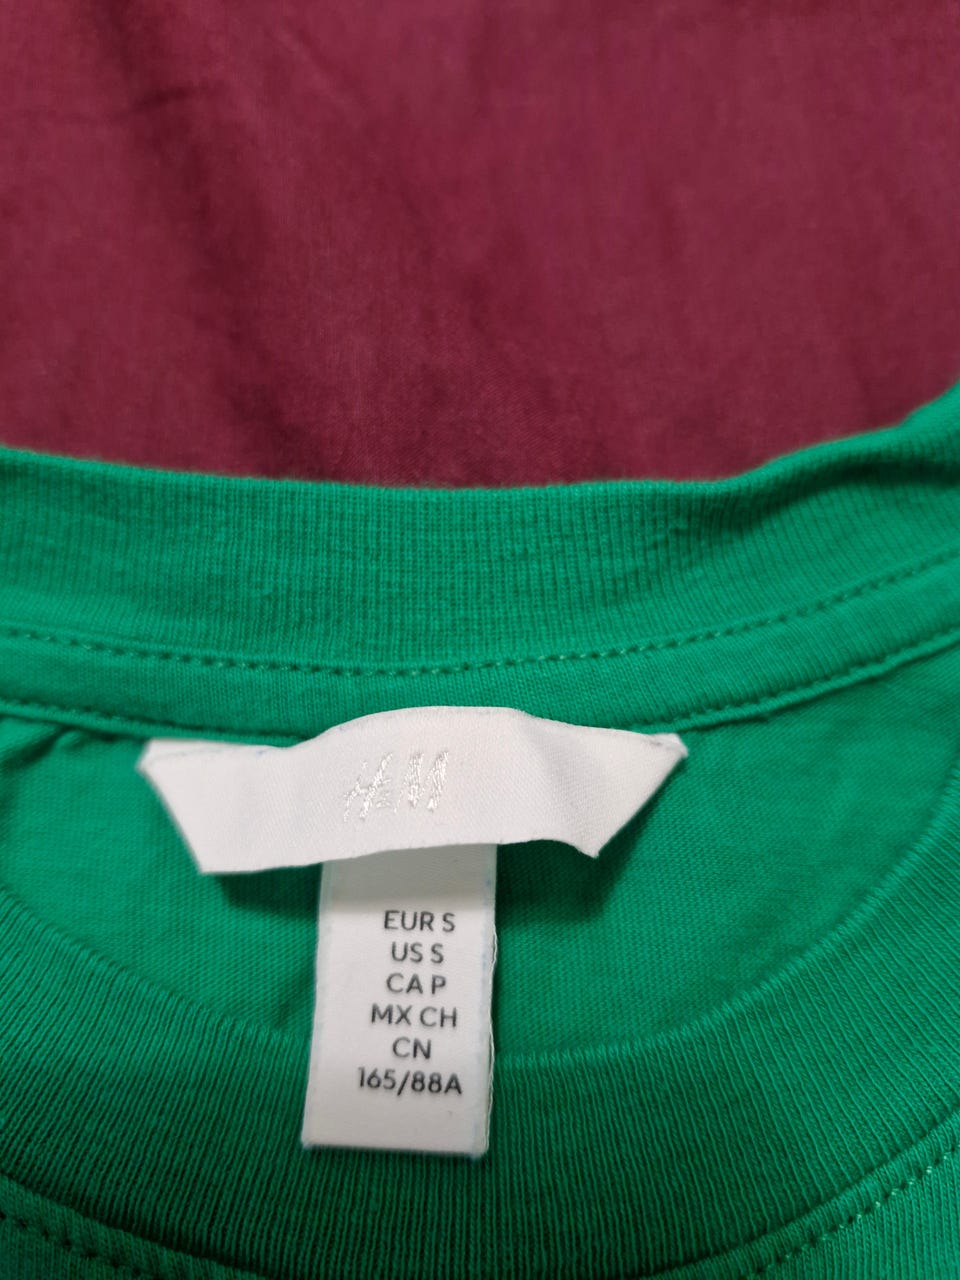 H&M
EUR S
US S
CA P
MX CH
CN
165/88A